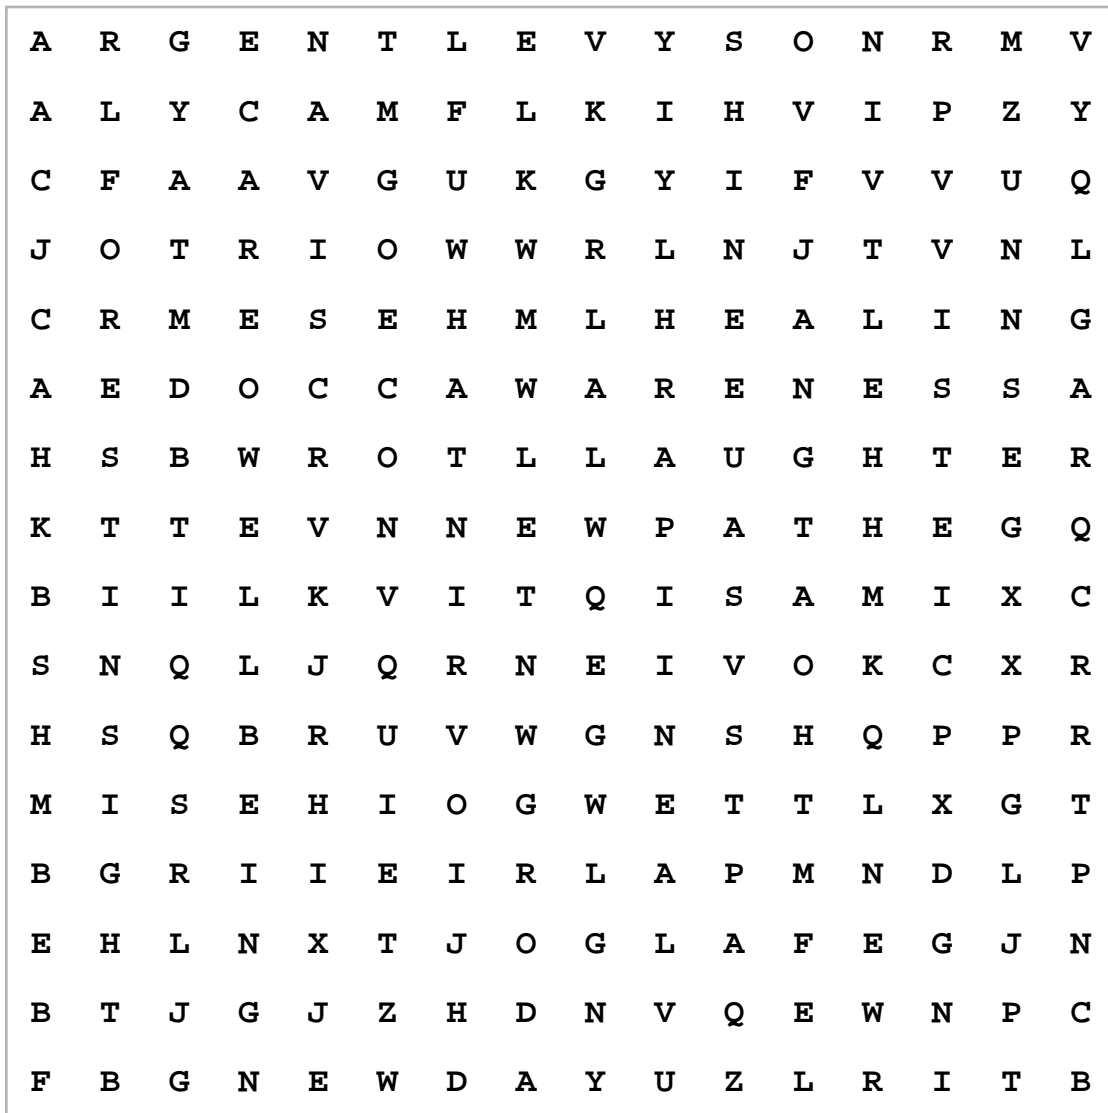 A R G E N T L E V Y S O N R M V
A L Y C A M F L K I H V I P Z Y
C F A A V G U K G Y I F V V U Q
J O T R I O W W R L N J T V N L
C R M E S E H M L H E A L I N G
A E D O C C A W A R E N E S S A
H S B W R O T L L A U G H T E R
K T T E V N N E W P A T H E G Q
B I I L K V I T Q I S A M I X C
S N Q L J Q R N E I V O K C X R
H S Q B R U V W G N S H Q P P R
M I S E H I O G W E T T L X G T
B G R I I E I R L A P M N D L P
E H L N X T J O G L A F E G J N
B T J G J Z H D N V Q E W N P C
F B G N E W D A Y U Z L R I T B